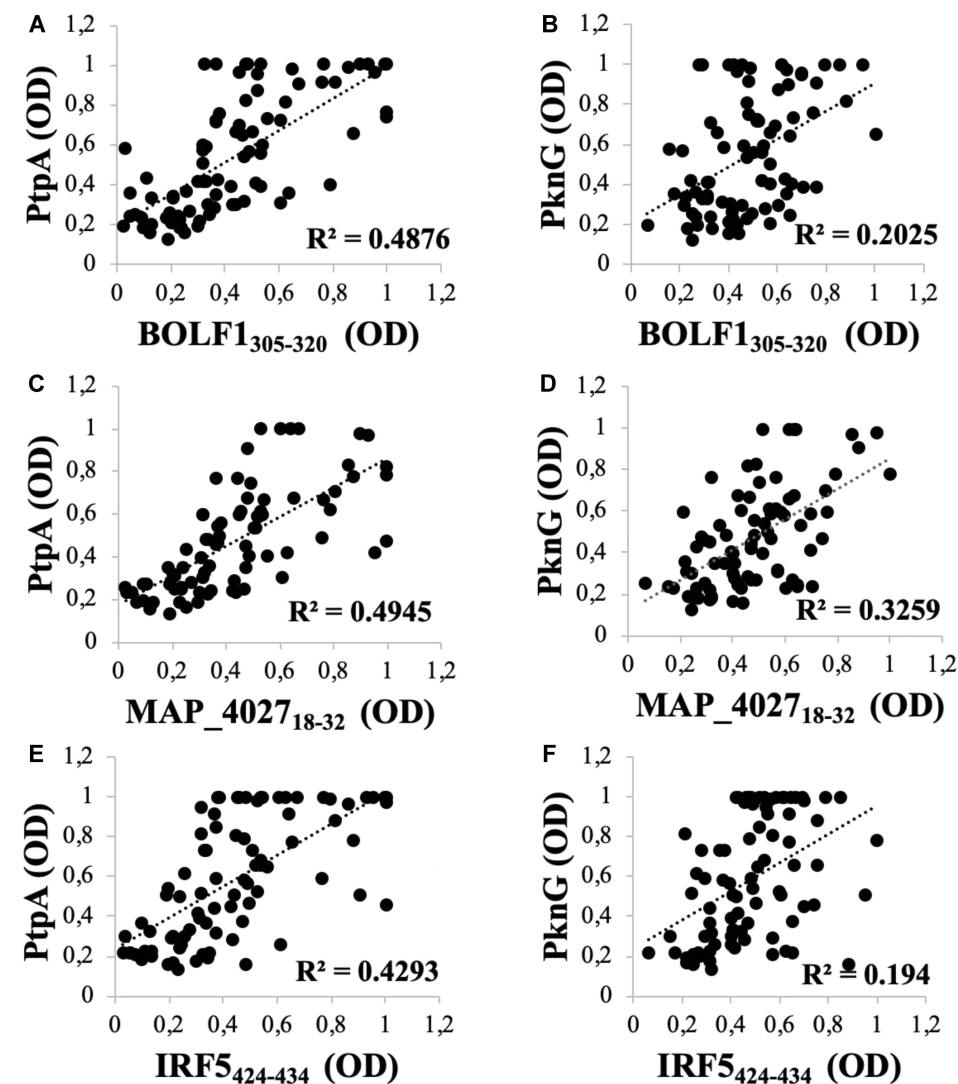 A
PtpA (OD)
1,2
1
0,8
0,6
0,4
0,2
0
R² = 0.4876
0 0,2 0,4 0,6 0,8 1 1,2
BOLF1305-320 (OD)
B
PknG (OD)
1,2
1
0,8
0,6
0,4
0,2
0
R² = 0.2025
0 0,2 0,4 0,6 0,8 1 1,2
BOLF1305-320 (OD)
C
PtpA (OD)
1,2
1
0,8
0,6
0,4
0,2
0
R² = 0.4945
0 0,2 0,4 0,6 0,8 1 1,2
MAP_402718-32 (OD)
D
PknG (OD)
1,2
1
0,8
0,6
0,4
0,2
0
R² = 0.3259
0 0,2 0,4 0,6 0,8 1 1,2
MAP_402718-32 (OD)
E
PtpA (OD)
1,2
1
0,8
0,6
0,4
0,2
0
R² = 0.4293
0 0,2 0,4 0,6 0,8 1 1,2
IRF5424-434 (OD)
F
PknG (OD)
1,2
1
0,8
0,6
0,4
0,2
0
R² = 0.194
0 0,2 0,4 0,6 0,8 1 1,2
IRF5424-434 (OD)